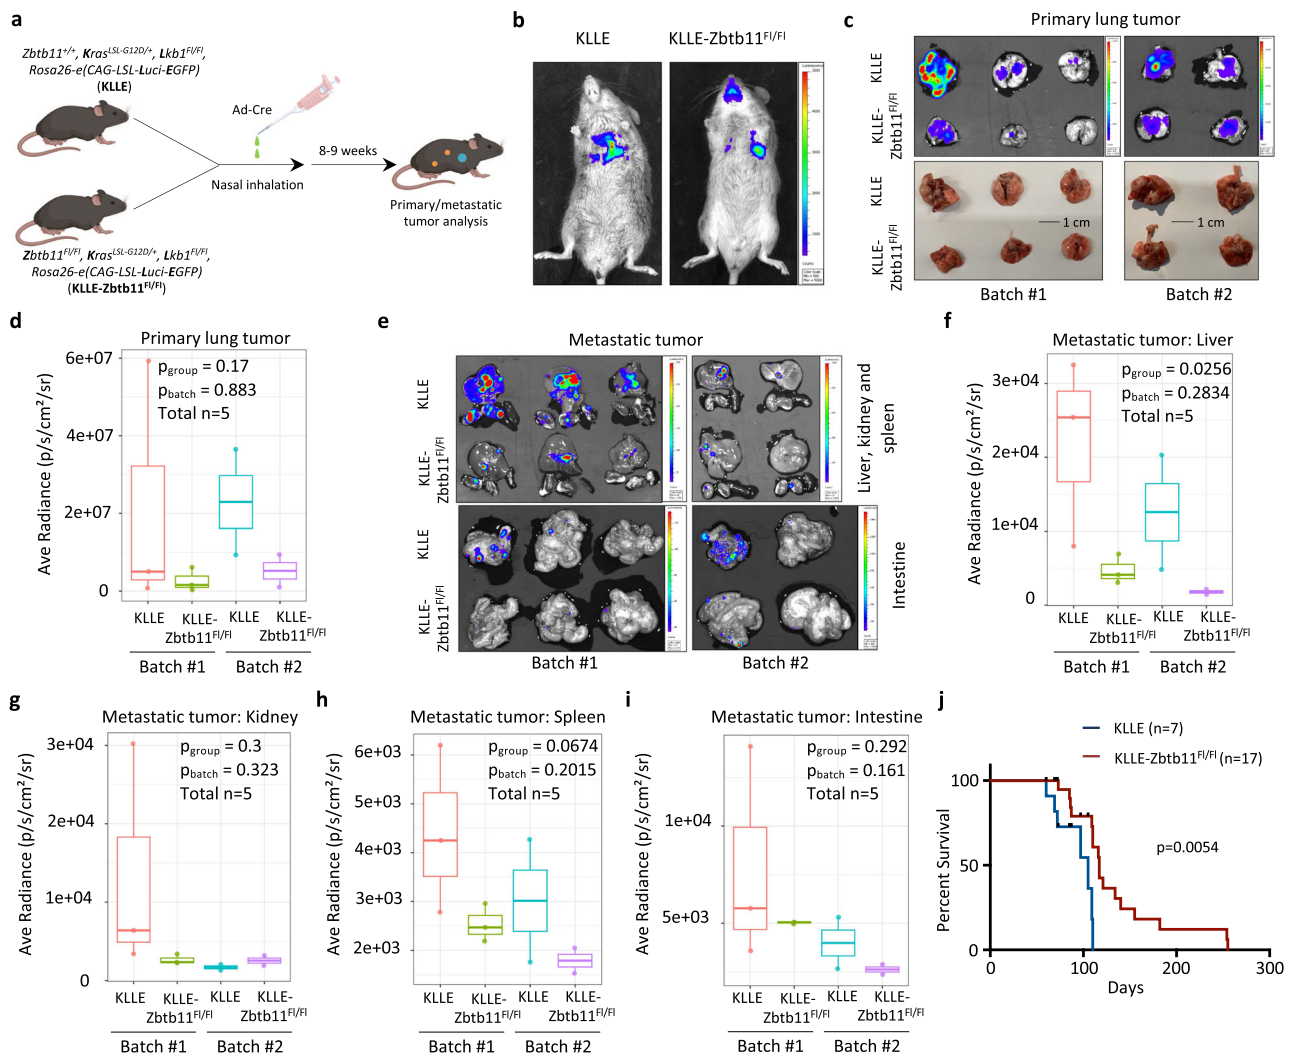 a
Zbtb11+/+, KrasLSL-G12D/+, Lkb1Fl/Fl,
Rosa26-e(CAG-LSL-Luci-EGFP)
(KLLE)
Ad-Cre
Nasal inhalation
8-9 weeks
Primary/metastatic
tumor analysis
Zbtb11Fl/Fl, KrasLSL-G12D/+, Lkb1Fl/Fl
Rosa26-e(CAG-LSL-Luci-EGFP)
(KLLE-Zbtb11Fl/Fl)
b
KLLE
KLLE-Zbtb11Fl/Fl
c
Primary lung tumor
KLLE
KLLE-
Zbtb11Fl/Fl
KLLE
KLLE-
Zbtb11Fl/Fl
1 cm
1 cm
Batch #1
Batch #2
d
Primary lung tumor
Ave Radiance (p/s/cm²/sr)
6e+07
4e+07
2e+07
0
pgroup = 0.17
pbatch = 0.883
Total n=5
KLLE
KLLE-
Zbtb11Fl/Fl
KLLE
KLLE-
Zbtb11Fl/Fl
Batch #1
Batch #2
e
Metastatic tumor
KLLE
KLLE-
Zbtb11Fl/Fl
Liver, kidney and
spleen
KLLE
KLLE-
Zbtb11Fl/Fl
Intestine
Batch #1
Batch #2
f
Metastatic tumor: Liver
Ave Radiance (p/s/cm²/sr)
3e+04
2e+04
1e+04
0
pgroup = 0.0256
pbatch = 0.2834
Total n=5
KLLE
KLLE-
Zbtb11Fl/Fl
KLLE
KLLE-
Zbtb11Fl/Fl
Batch #1
Batch #2
g
Metastatic tumor: Kidney
Ave Radiance (p/s/cm²/sr)
3e+04
2e+04
1e+04
0
pgroup = 0.3
pbatch = 0.323
Total n=5
KLLE
KLLE-
Zbtb11Fl/Fl
KLLE
KLLE-
Zbtb11Fl/Fl
Batch #1
Batch #2
h
Metastatic tumor: Spleen
Ave Radiance (p/s/cm²/sr)
6e+03
5e+03
4e+03
3e+03
2e+03
pgroup = 0.0674
pbatch = 0.2015
Total n=5
KLLE
KLLE-
Zbtb11Fl/Fl
KLLE
KLLE-
Zbtb11Fl/Fl
Batch #1
Batch #2
i
Metastatic tumor: Intestine
Ave Radiance (p/s/cm²/sr)
1e+04
5e+03
pgroup = 0.292
pbatch = 0.161
Total n=5
KLLE
KLLE-
Zbtb11Fl/Fl
KLLE
KLLE-
Zbtb11Fl/Fl
Batch #1
Batch #2
j
KLLE (n=7)
KLLE-Zbtb11Fl/Fl (n=17)
Percent Survival
100
50
0
p=0.0054
0
100
200
300
Days